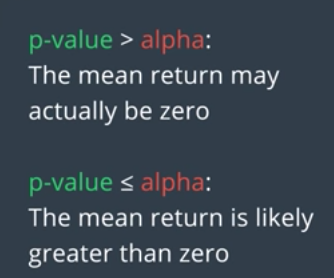 p-value > alpha:
The mean return may
actually be zero
p-value ≤ alpha:
The mean return is likely
greater than zero